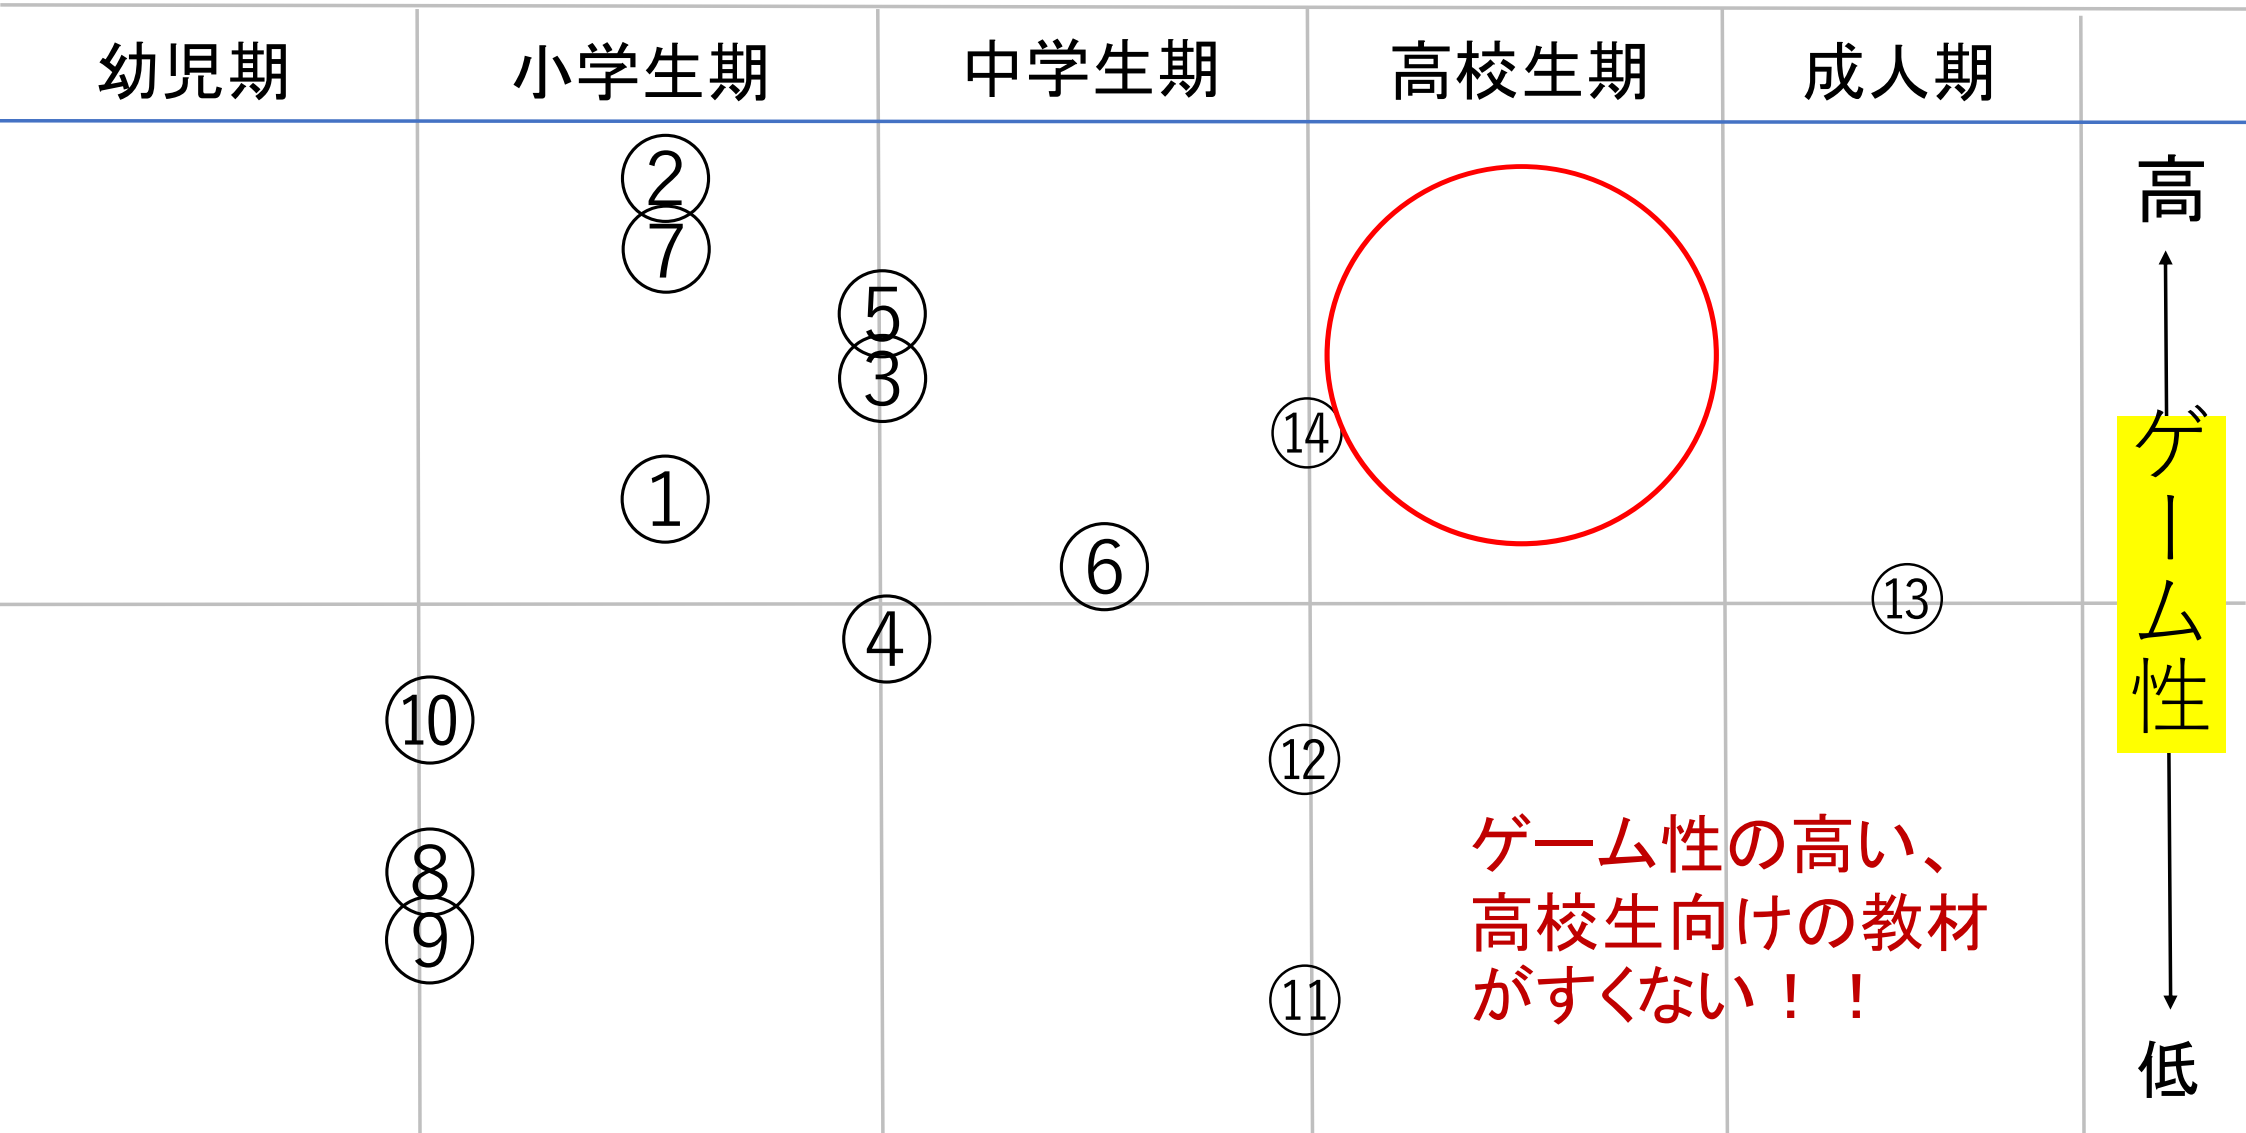 幼児期 小学生期 中学生期 高校生期 成人期
高
②
⑦
⑤
③
⑭
①
⑥
⑬
④
ゲーム性
⑩
⑫
⑧
⑨
⑪
ゲーム性の高い、
高校生向けの教材
がすくない！！
低